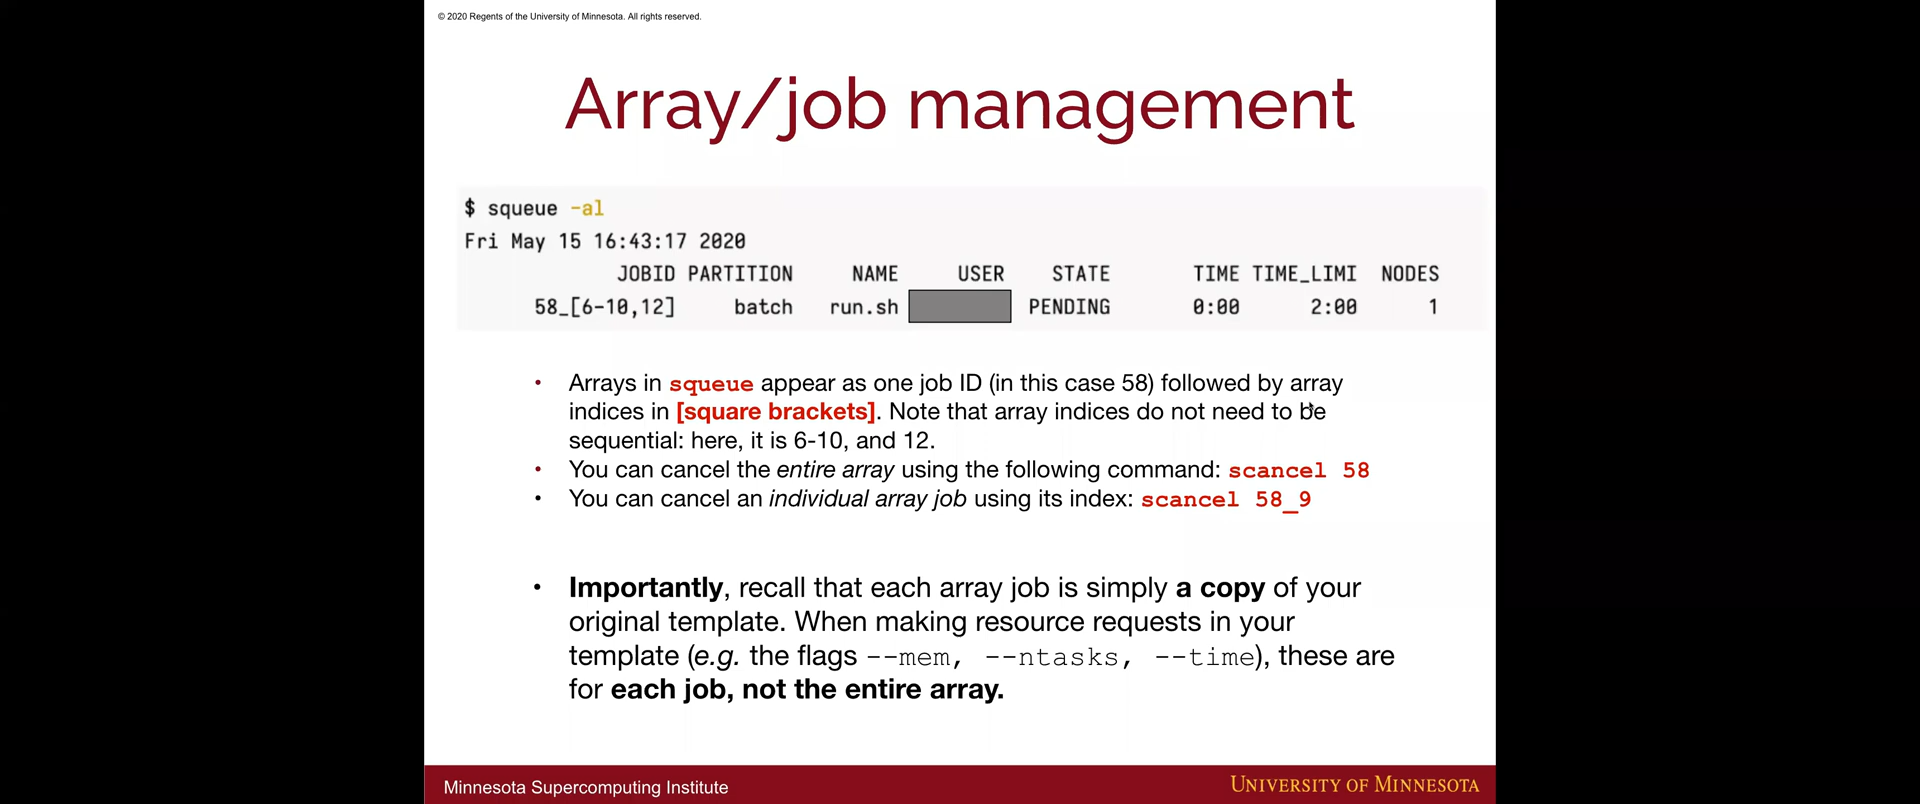 © 2020 Regents of the University of Minnesota. All rights reserved.
Array/job management
$ squeue -al
Fri May 15 16:43:17 2020
JOBID PARTITION NAME USER STATE TIME TIME_LIMI NODES
58_[6-10,12] batch run.sh PENDING 0:00 2:00 1
• Arrays in squeue appear as one job ID (in this case 58) followed by array
indices in [square brackets]. Note that array indices do not need to be
sequential: here, it is 6-10, and 12.
• You can cancel the entire array using the following command: scancel 58
• You can cancel an individual array job using its index: scancel 58_9
• Importantly, recall that each array job is simply a copy of your
original template. When making resource requests in your
template (e.g. the flags --mem, --ntasks, --time), these are
for each job, not the entire array.
Minnesota Supercomputing Institute
UNIVERSITY OF MINNESOTA